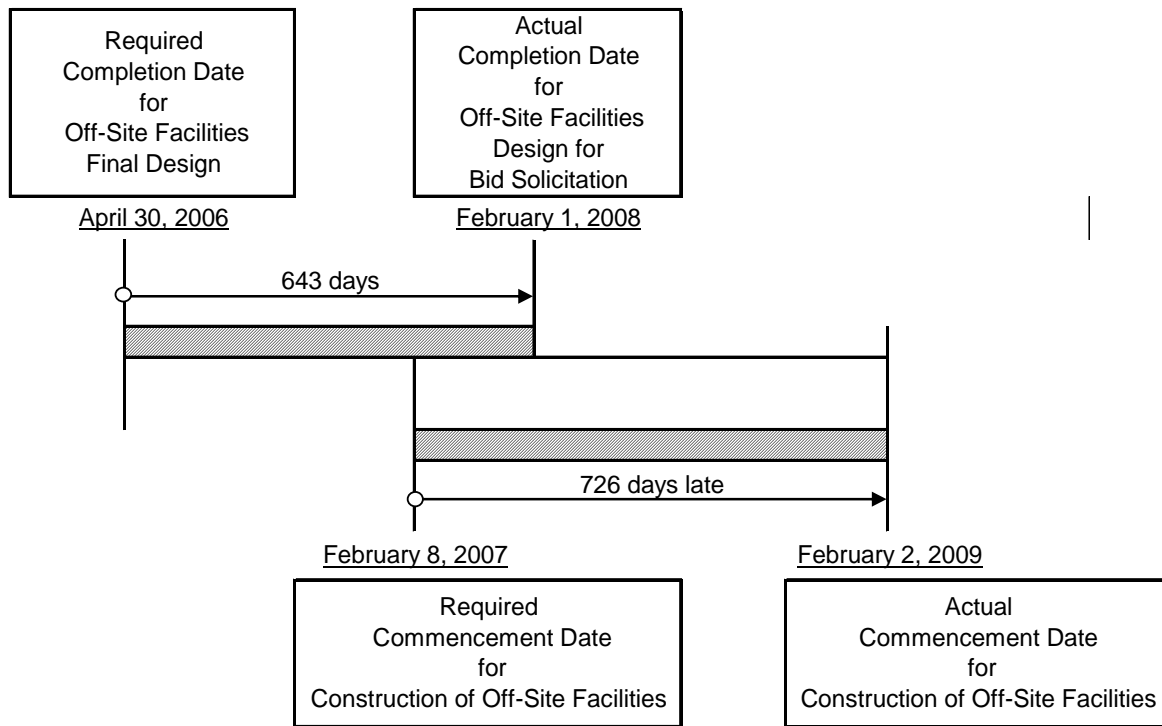 Required
Completion Date
for
Off-Site Facilities
Final Design
April 30, 2006
Actual
Completion Date
for
Off-Site Facilities
Design for
Bid Solicitation
February 1, 2008
643 days
726 days late
February 8, 2007
Required
Commencement Date
for
Construction of Off-Site Facilities
February 2, 2009
Actual
Commencement Date
for
Construction of Off-Site Facilities